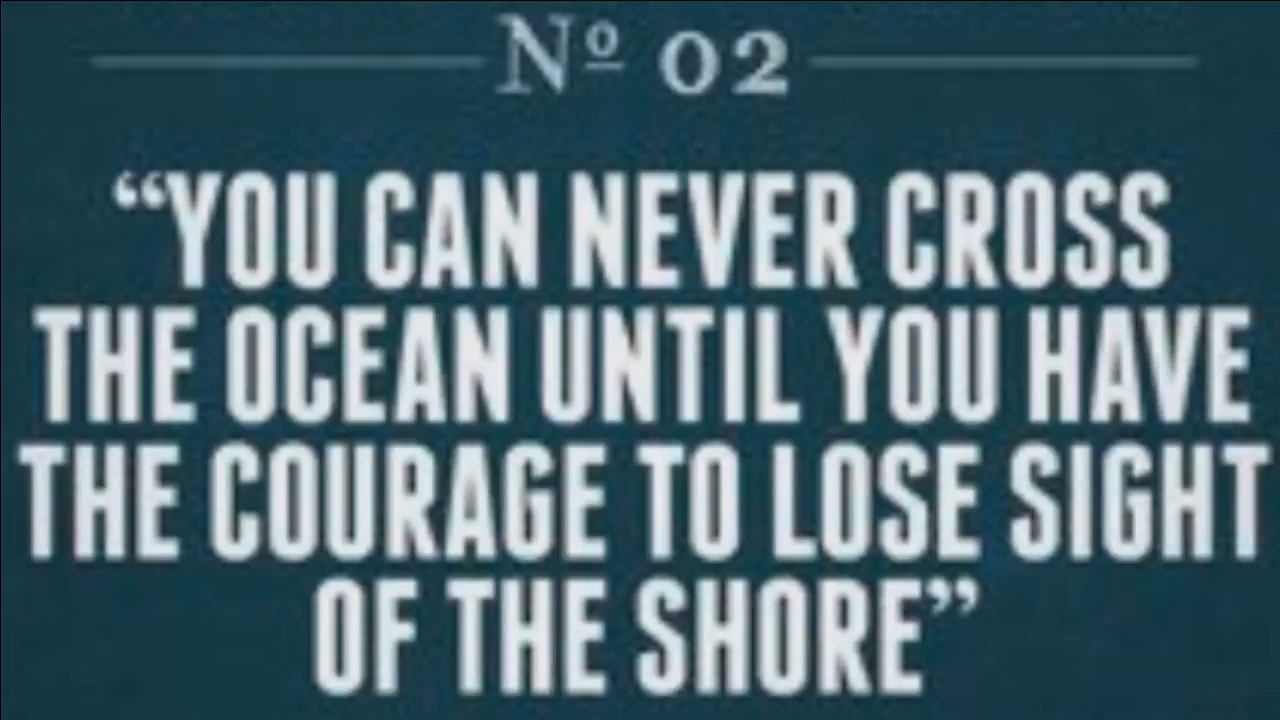 Nº 02
“YOU CAN NEVER CROSS
THE OCEAN UNTIL YOU HAVE
THE COURAGE TO LOSE SIGHT
OF THE SHORE”